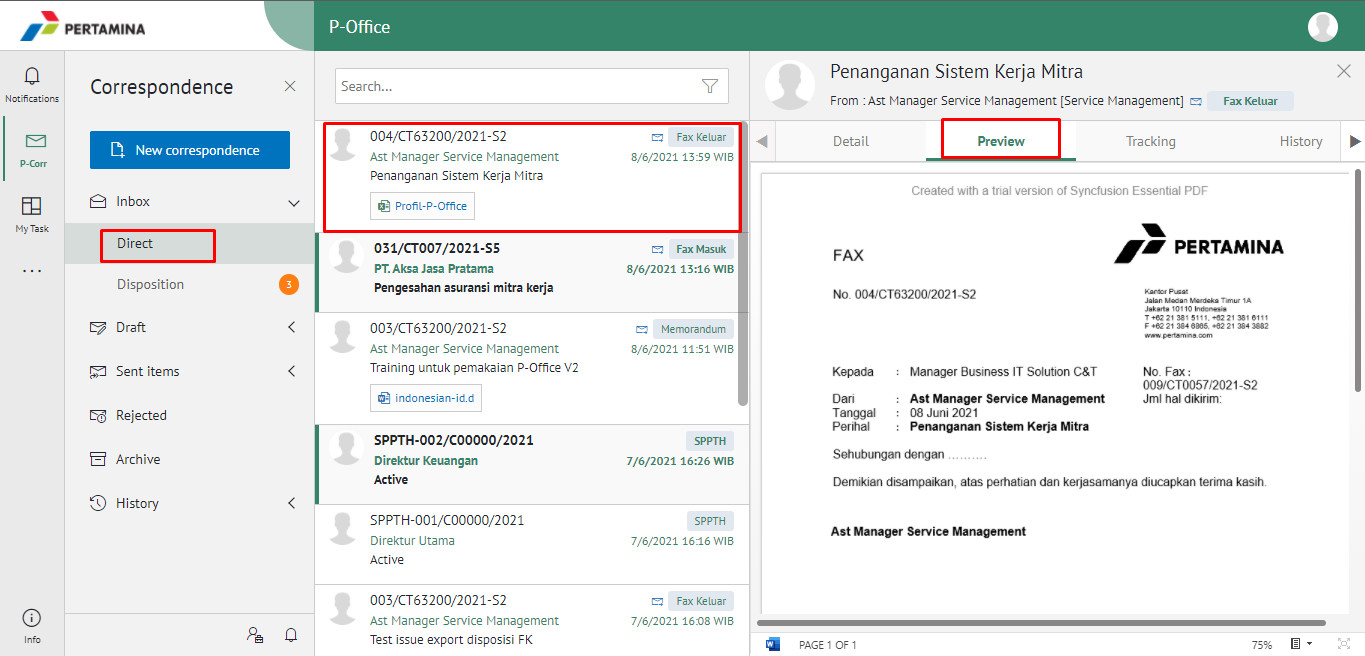 PERTAMINA
P-Office
Notifications
P-Corr
My Task
...
Info
Correspondence
New correspondence
Inbox
Direct
Disposition
3
Draft
Sent items
Rejected
Archive
History
Search...
004/CT63200/2021-S2
Fax Keluar
Ast Manager Service Management
8/6/2021 13:59 WIB
Penanganan Sistem Kerja Mitra
Profil-P-Office
031/CT007/2021-S5
Fax Masuk
PT. Aksa Jasa Pratama
8/6/2021 13:16 WIB
Pengesahan asuransi mitra kerja
003/CT63200/2021-S2
Memorandum
Ast Manager Service Management
8/6/2021 11:51 WIB
Training untuk pemakaian P-Office V2
indonesian-id.d
SPPTH-002/C00000/2021
SPPTH
Direktur Keuangan
7/6/2021 16:26 WIB
Active
SPPTH-001/C00000/2021
SPPTH
Direktur Utama
7/6/2021 16:16 WIB
Active
003/CT63200/2021-S2
Fax Keluar
Ast Manager Service Management
7/6/2021 16:08 WIB
Test issue export disposisi FK
Penanganan Sistem Kerja Mitra
From : Ast Manager Service Management [Service Management]
Fax Keluar
Detail
Preview
Tracking
History
Created with a trial version of Syncfusion Essential PDF
PERTAMINA
FAX
No. 004/CT63200/2021-S2
Kantor Pusat
Jalan Medan Merdeka Timur 1A
Jakarta 10110 Indonesia
T +62 21 381 5111, +62 21 381 6111
F +62 21 384 6865, +62 21 384 3882
www.pertamina.com
Kepada : Manager Business IT Solution C&T
No. Fax :
009/CT0057/2021-S2
Dari : Ast Manager Service Management
Jml hal dikirim:
Tanggal : 08 Juni 2021
Perihal : Penanganan Sistem Kerja Mitra
Sehubungan dengan ..........
Demikian disampaikan, atas perhatian dan kerjasamanya diucapkan terima kasih.
Ast Manager Service Management
PAGE 1 OF 1
75%